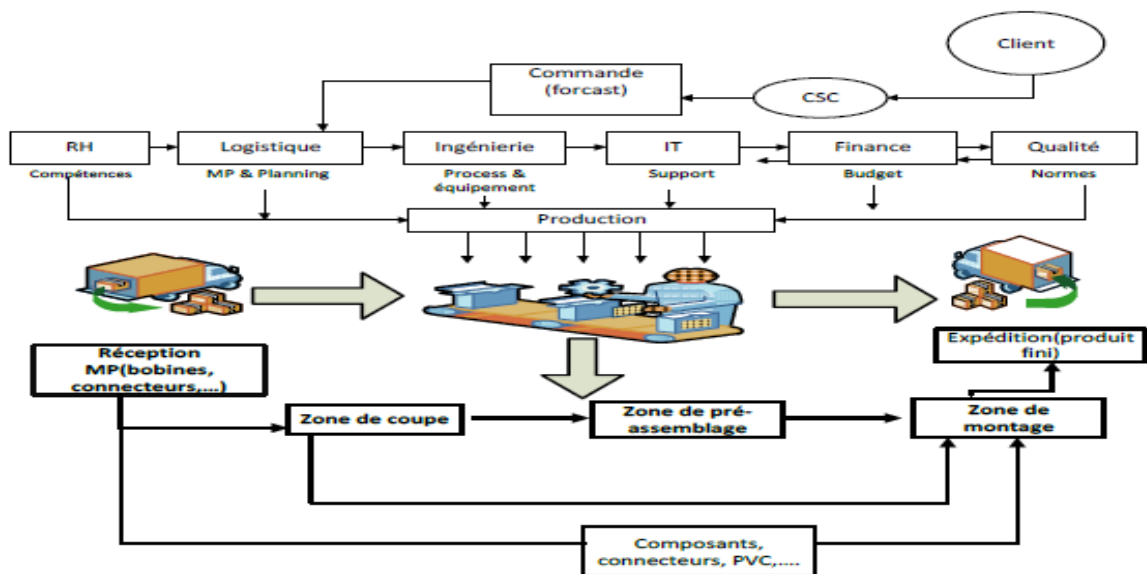 Client
Commande
(forcast)
CSC
RH
Logistique
Ingénierie
IT
Finance
Qualité
Compétences
MP & Planning
Process &
équipement
Support
Budget
Normes
Production
Réception
MP(bobines,
connecteurs,...)
Expédition(produit
fini)
Zone de coupe
Zone de pré-
assemblage
Zone de
montage
Composants,
connecteurs, PVC,....